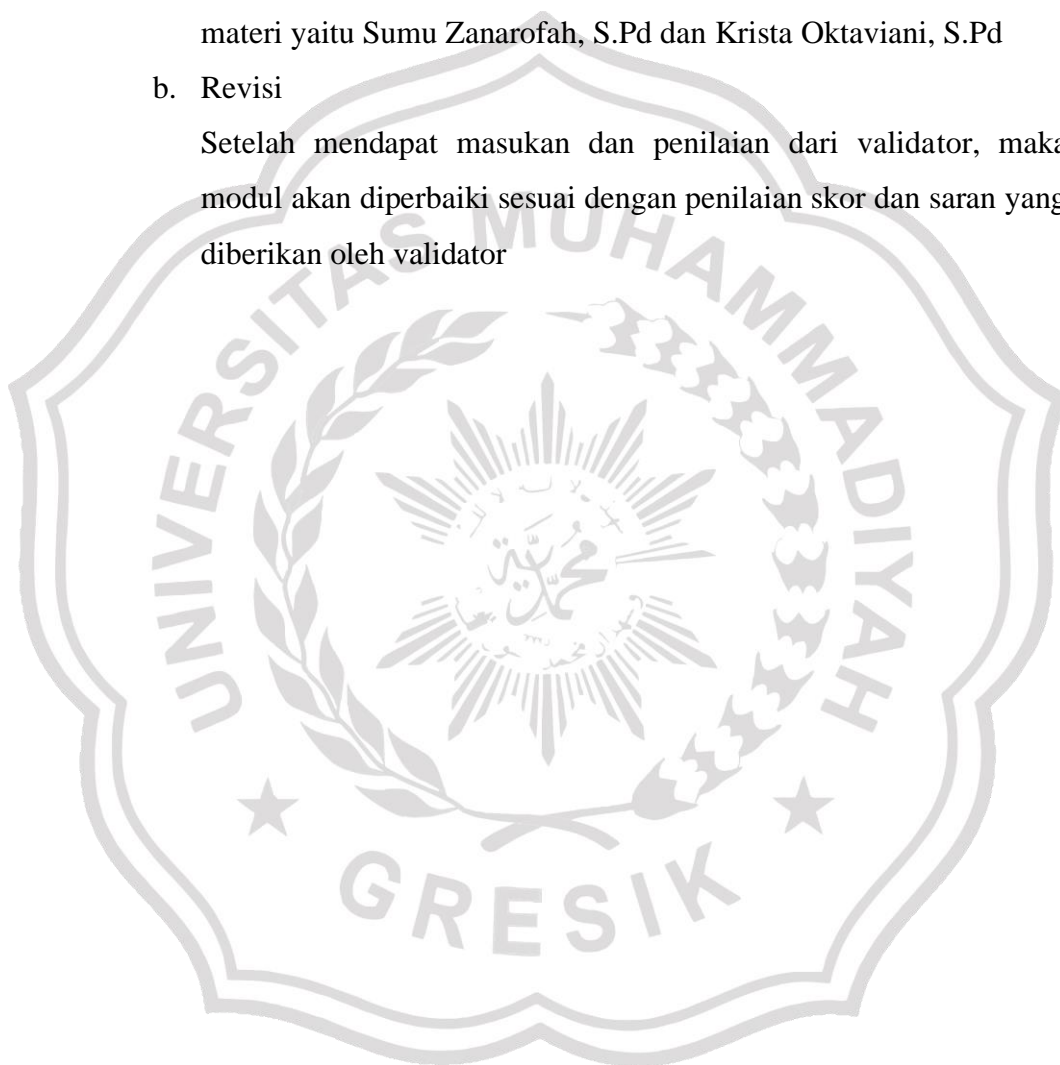 materi yaitu Sumu Zanarofah, S.Pd dan Krista Oktaviani, S.Pd
b. Revisi
Setelah mendapat masukan dan penilaian dari validator, maka
modul akan diperbaiki sesuai dengan penilaian skor dan saran yang
diberikan oleh validator
UNIVERSITAS MUHAMMADIYAH
GRESIK